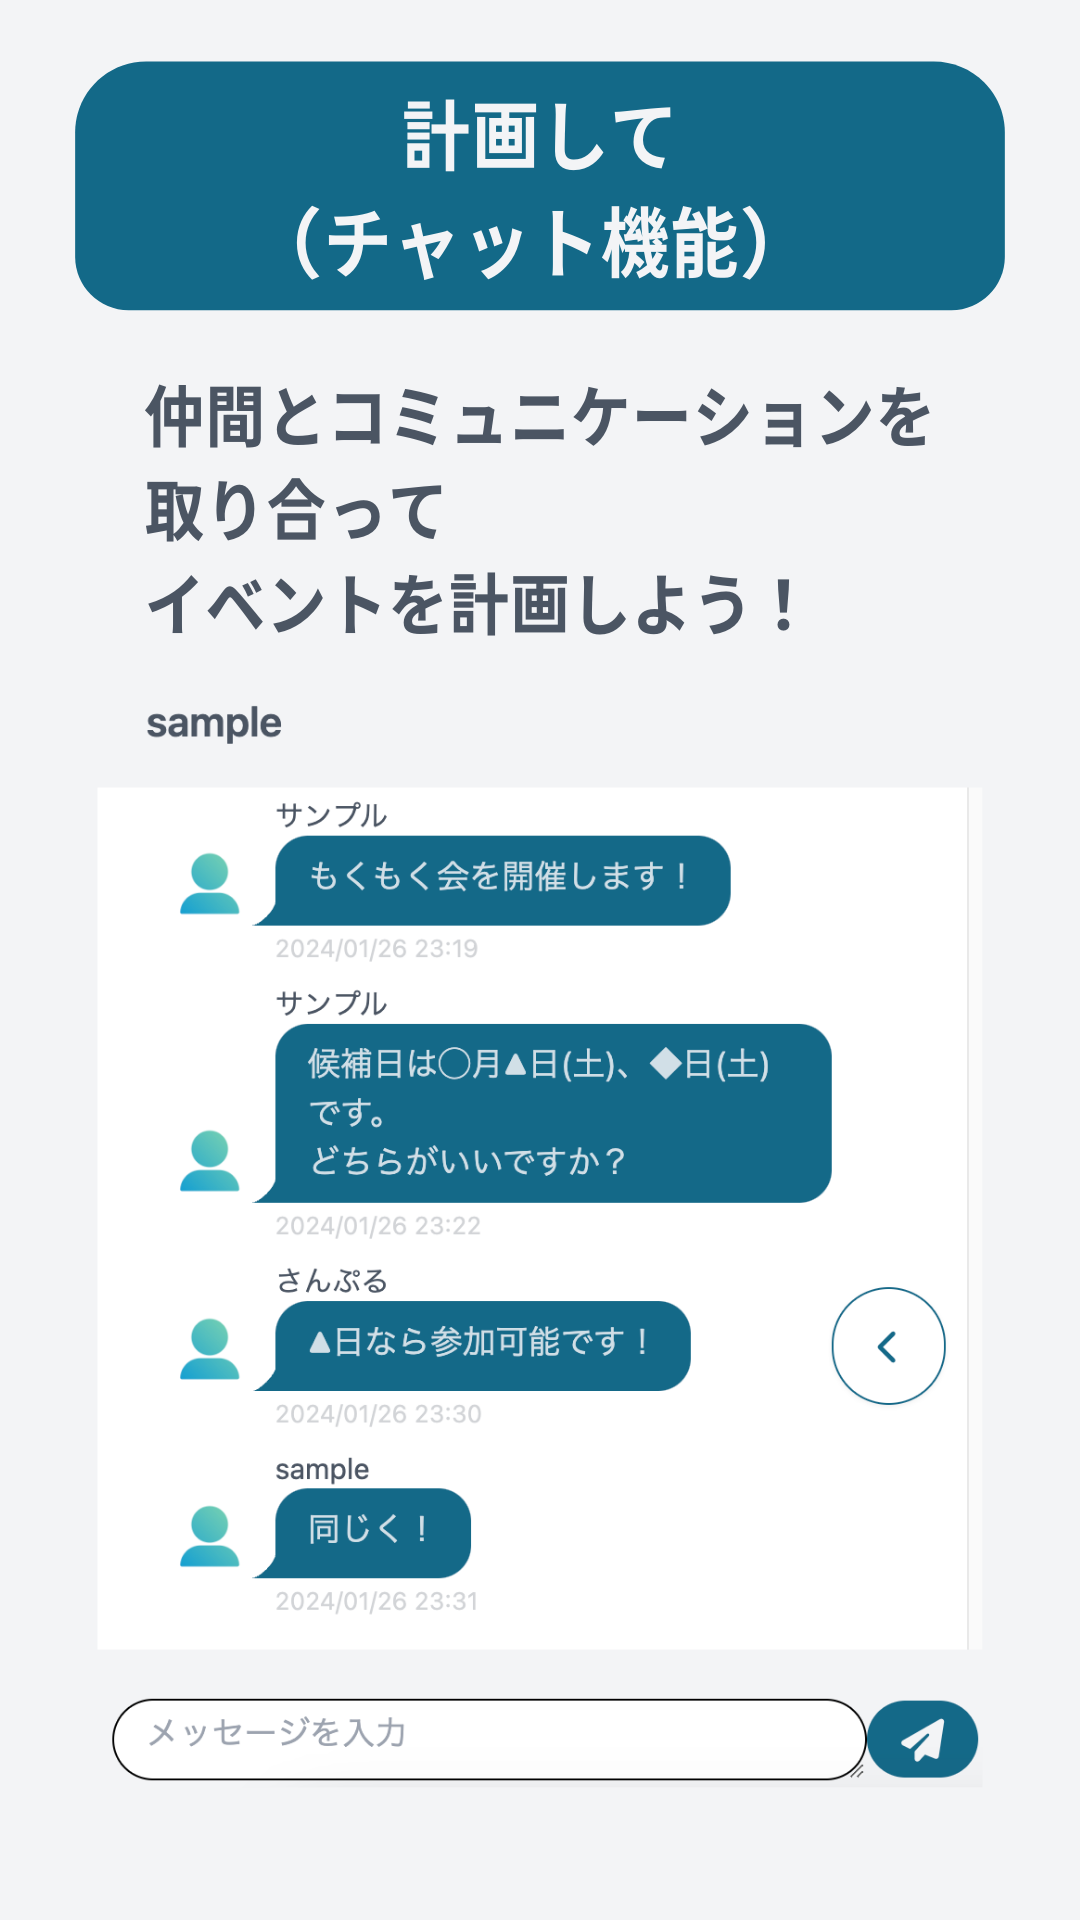 計画して
（チャット機能）
仲間とコミュニケーションを
取り合って
イベントを計画しよう！
sample
サンプル
もくもく会を開催します！
2024/01/26 23:19
サンプル
候補日は◯月▲日(土)、◆日(土)
です。
どちらがいいですか？
2024/01/26 23:22
さんぷる
▲日なら参加可能です！
2024/01/26 23:30
sample
同じく！
2024/01/26 23:31
メッセージを入力